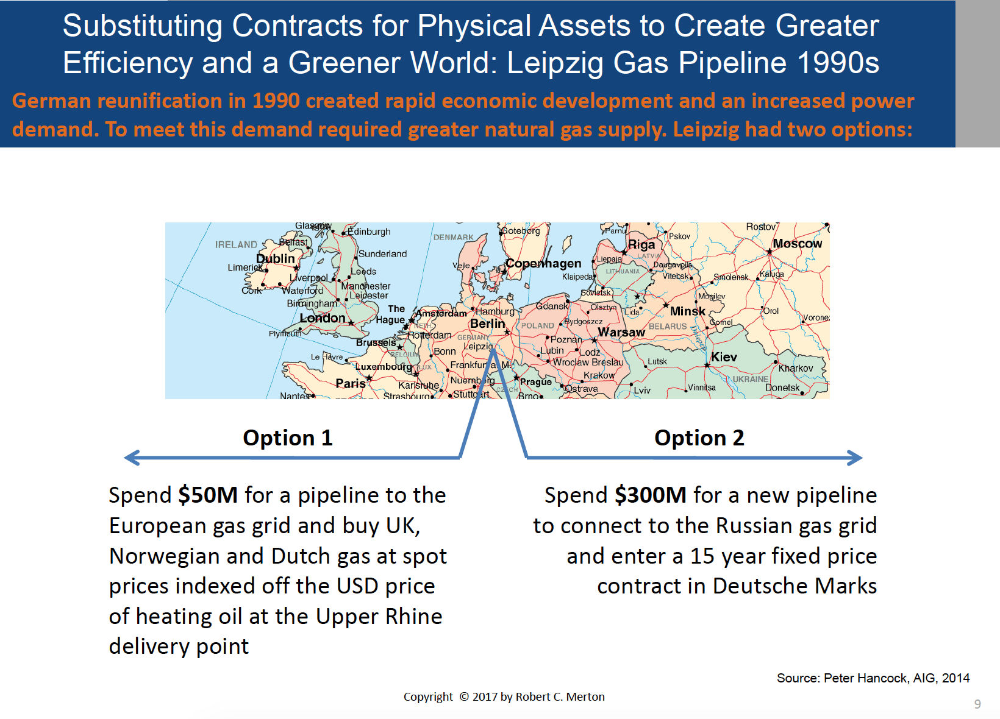 Substituting Contracts for Physical Assets to Create Greater
Efficiency and a Greener World: Leipzig Gas Pipeline 1990s
German reunification in 1990 created rapid economic development and an increased power
demand. To meet this demand required greater natural gas supply. Leipzig had two options:
Glasgow
Edinburgh
DENMARK
Goteborg
Parnu
Pskov
Rostov
IRELAND
Belfast
Sunderland
Riga
Moscow
Dublin
Limerick
Leeds
Vejle
Copenhagen
Liepaja
LATVIA
Daugavpils
Liverpool
Manchester
Klaipeda
LITHUANIA
Vitebsk
Smolensk
Kaluga
Cork
Waterford
Leicester
Sovietsk
Birmingham
Mogilev
The
Hague
Amsterdam
Hamburg
Gdansk
Olsztyn
Lida
Minsk
Orol
London
Berlin
Bydgoszcz
Gomel
Vorone
Plymouth
NETH.
Rotterdam
GERMANY
POLAND
Warsaw
BELARUS
Dnieper
Brussels
BELGIUM
Bonn
Leipzig
Poznan
Lubin
Lodz
Kiev
Le Havre
Luxembourg
LUX.
Frankfurt a. M.
Wroclaw Breslau
Lutsk
Kharkov
Paris
Karlsruhe
Nuernberg
Prague
Krakow
UKRAINE
CZECH
Ostrava
Lviv
Vinnitsa
Donetsk
Nantes
Strasbourg
Stuttgart
Brno
Option 1
Option 2
Spend $50M for a pipeline to the
European gas grid and buy UK,
Norwegian and Dutch gas at spot
prices indexed off the USD price
of heating oil at the Upper Rhine
delivery point
Spend $300M for a new pipeline
to connect to the Russian gas grid
and enter a 15 year fixed price
contract in Deutsche Marks
Source: Peter Hancock, AIG, 2014
Copyright © 2017 by Robert C. Merton
9